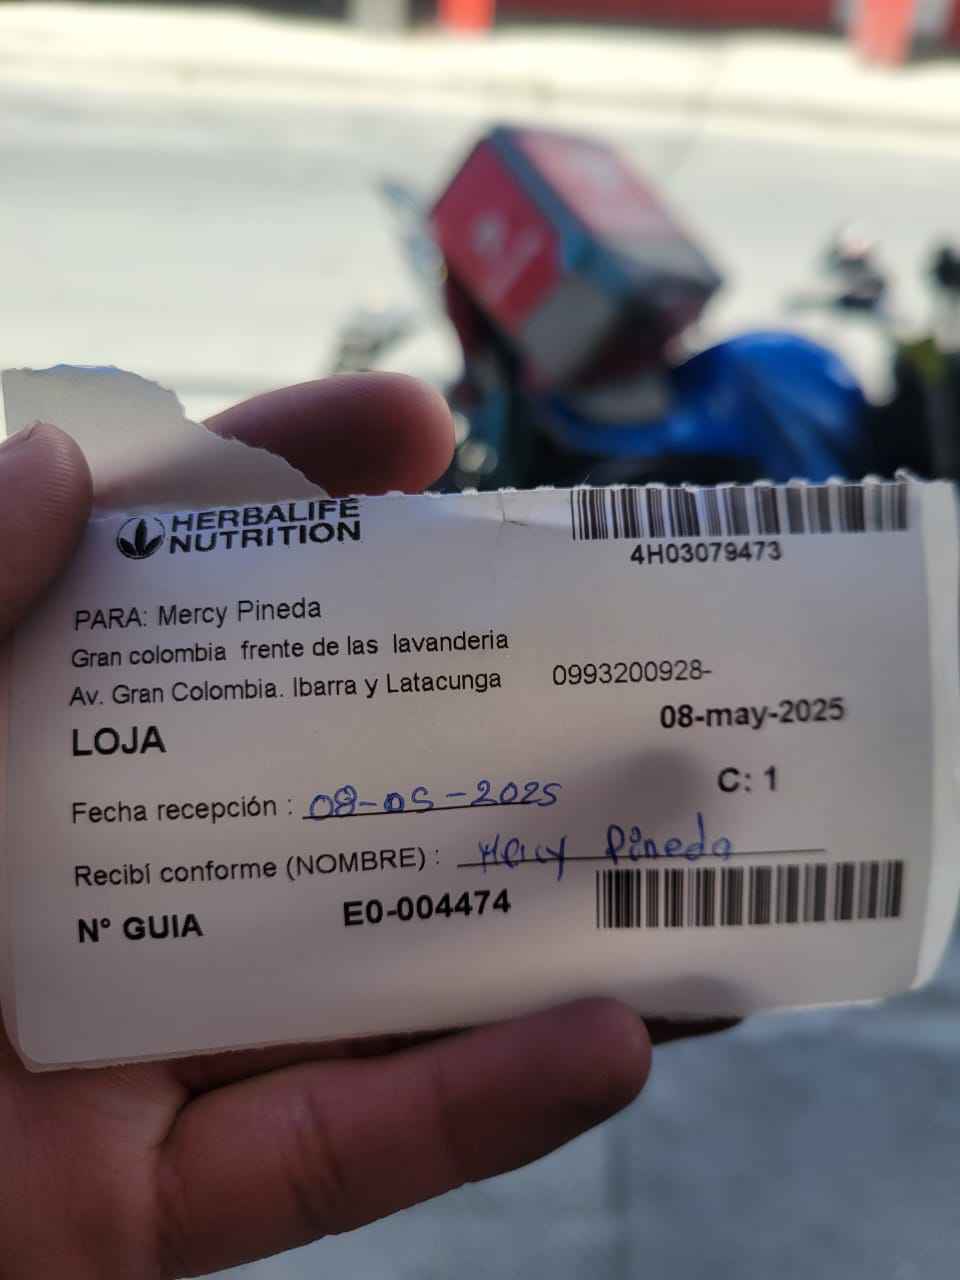 HERBALIFE
NUTRITION
4H03079473
PARA: Mercy Pineda
Gran colombia frente de las lavanderia
Av. Gran Colombia. Ibarra y Latacunga 0993200928-
LOJA 08-may-2025
C: 1
Fecha recepción : 08-05-2025
Recibí conforme (NOMBRE) : Mercy Pineda
N° GUIA E0-004474